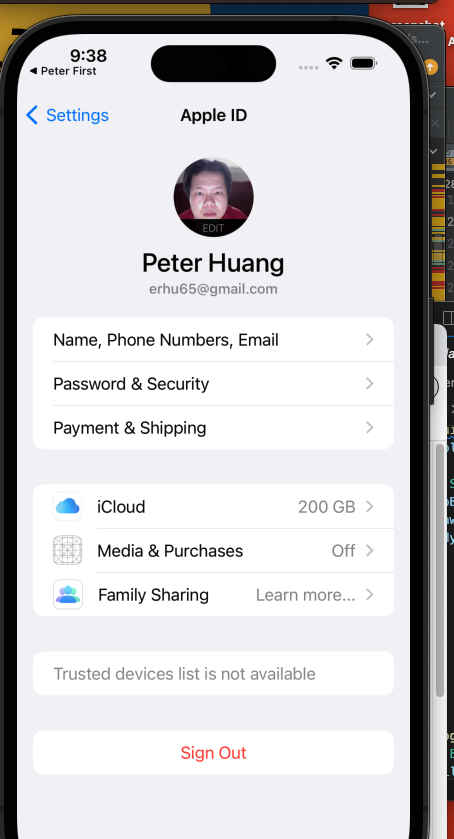 9:38
◀ Peter First
Settings
Apple ID
EDIT
Peter Huang
erhu65@gmail.com
Name, Phone Numbers, Email
Password & Security
Payment & Shipping
iCloud 200 GB
Media & Purchases Off
Family Sharing Learn more...
Trusted devices list is not available
Sign Out